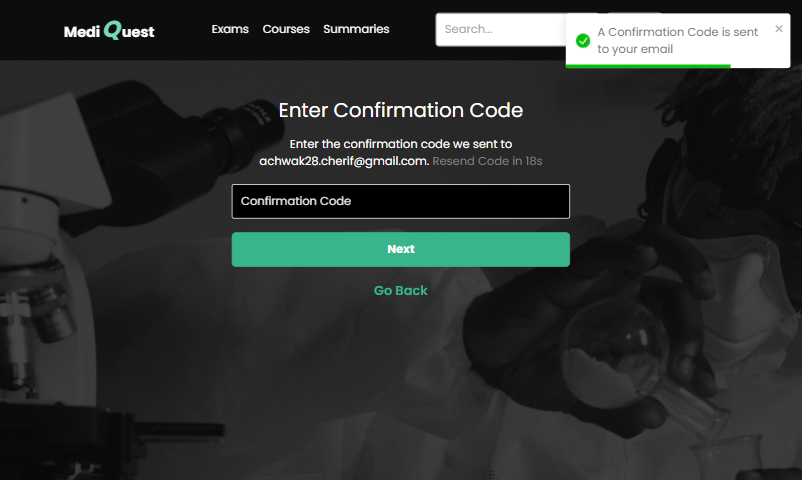 Medi Quest
Exams
Courses
Summaries
Search...
A Confirmation Code is sent
to your email
Enter Confirmation Code
Enter the confirmation code we sent to
achwak28.cherif@gmail.com. Resend Code in 18s
Confirmation Code
Next
Go Back